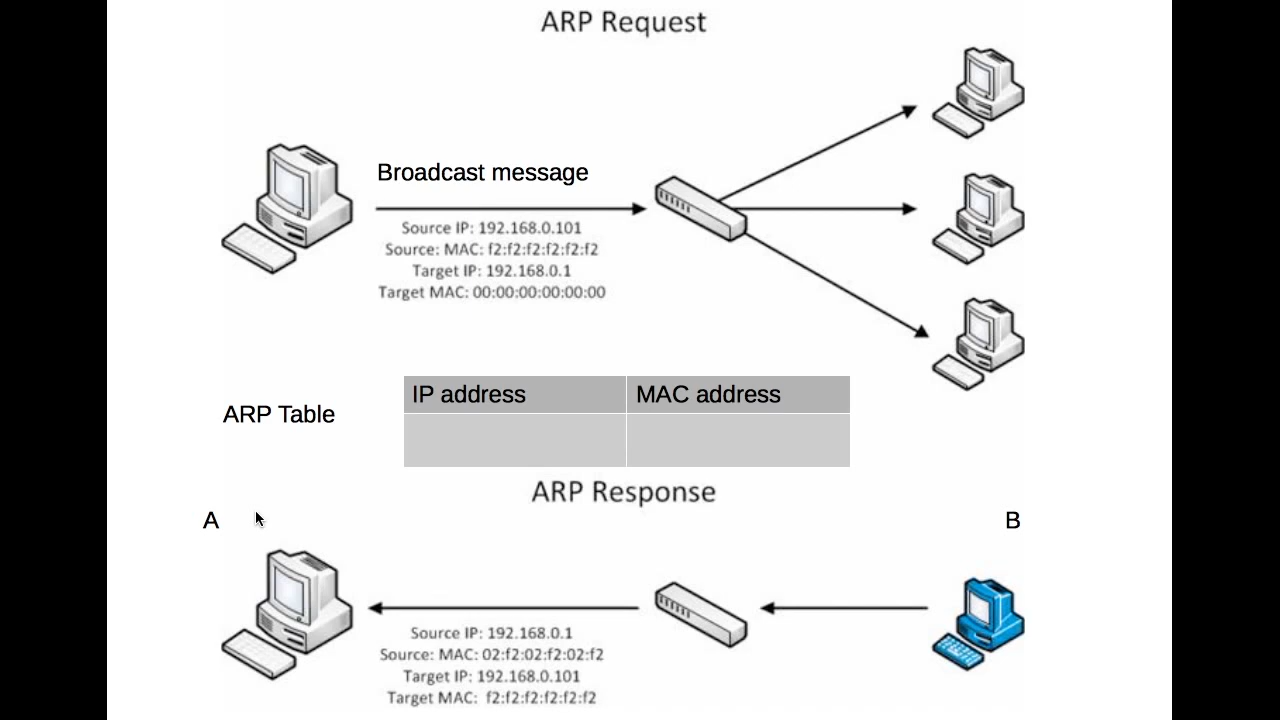 ARP Request
Broadcast message
Source IP: 192.168.0.101
Source: MAC: f2:f2:f2:f2:f2:f2
Target IP: 192.168.0.1
Target MAC: 00:00:00:00:00:00
ARP Table
IP address MAC address
ARP Response
A B
Source IP: 192.168.0.1
Source: MAC: 02:f2:02:f2:02:f2
Target IP: 192.168.0.101
Target MAC: f2:f2:f2:f2:f2:f2